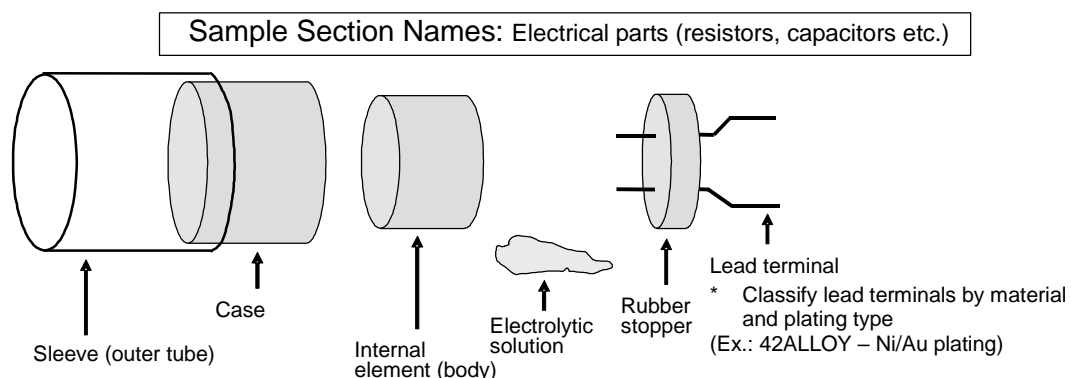 Sample Section Names: Electrical parts (resistors, capacitors etc.)
Sleeve (outer tube)
Case
Internal
element (body)
Electrolytic
solution
Rubber
stopper
Lead terminal
* Classify lead terminals by material
and plating type
(Ex.: 42ALLOY – Ni/Au plating)